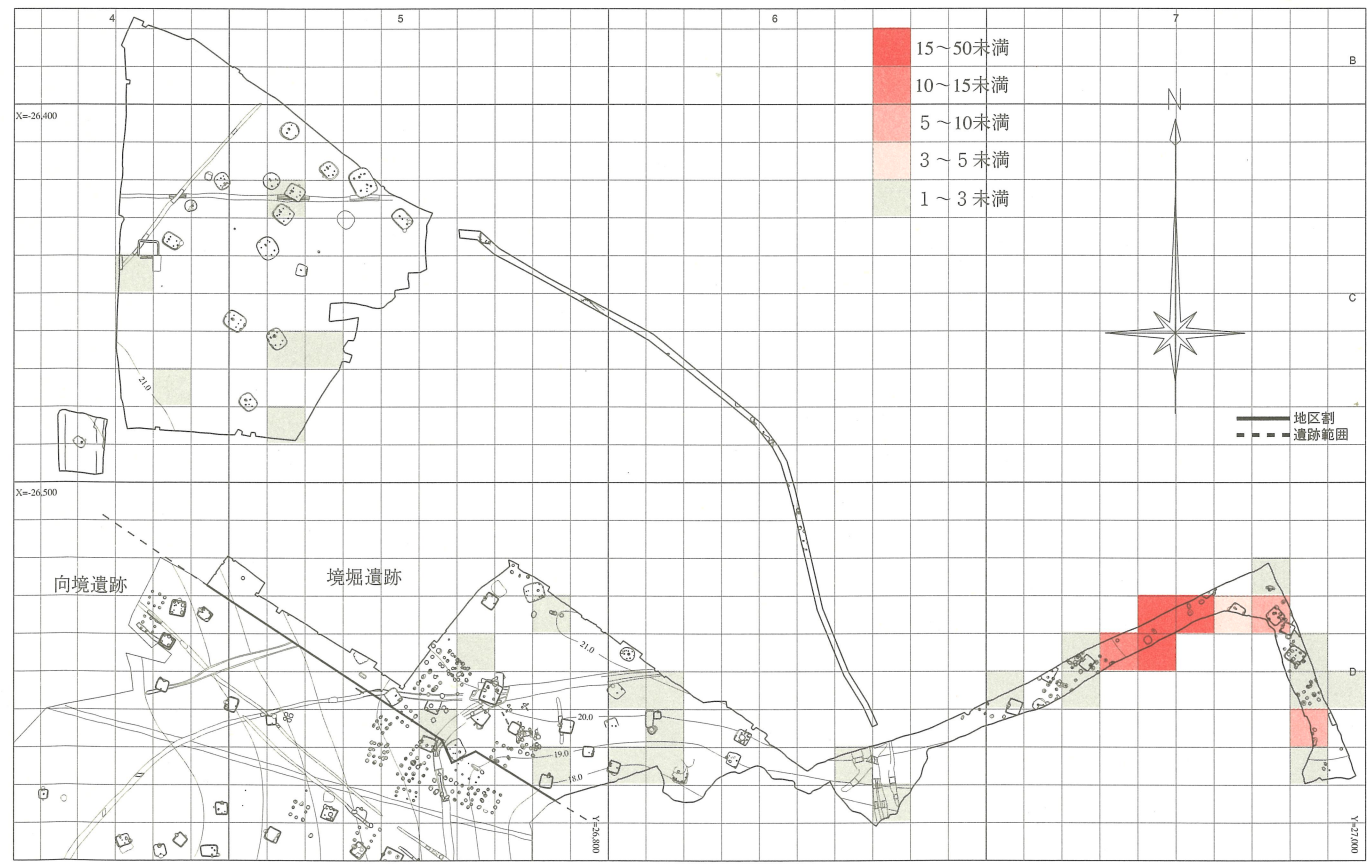 4
5
6
7
B
C
D
15～50未満
10～15未満
5～10未満
3～5未満
1～3未満
N
地区割
遺跡範囲
X=-26,400
X=-26,500
21.0
向境遺跡
境堀遺跡
21.0
20.0
19.0
18.0
Y=26,800
Y=27,000